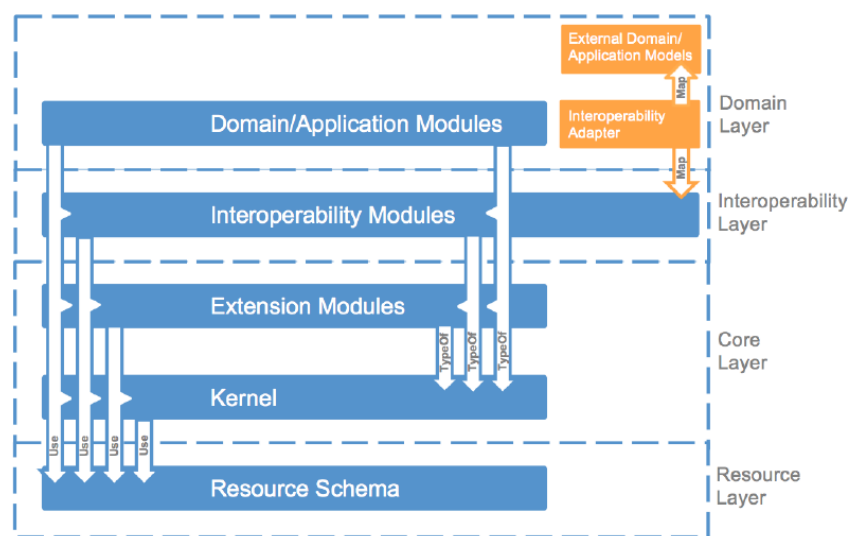 External Domain/
Application Models
Map
Domain
Layer
Interoperability
Adapter
Domain/Application Modules
Map
Interoperability
Layer
Interoperability Modules
Extension Modules
Core
Layer
TypeOf
TypeOf
TypeOf
Kernel
Use
Use
Use
Use
Resource
Layer
Resource Schema